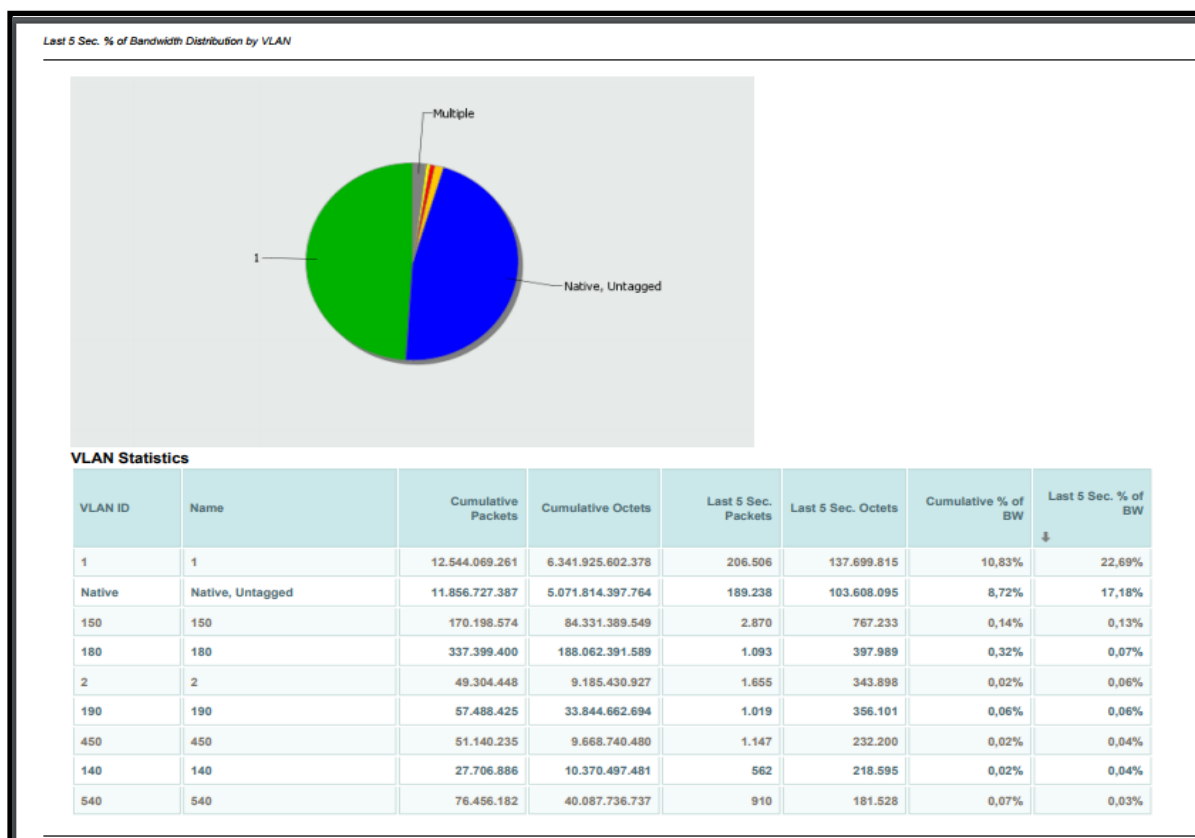 Last 5 Sec. % of Bandwidth Distribution by VLAN
Multiple
1
Native, Untagged
VLAN Statistics
VLAN ID Name Cumulative Packets Cumulative Octets Last 5 Sec. Packets Last 5 Sec. Octets Cumulative % of BW Last 5 Sec. % of BW
1 1 12.544.069.261 6.341.925.602.378 206.506 137.699.815 10,83% 22,69%
Native Native, Untagged 11.856.727.387 5.071.814.397.764 189.238 103.608.095 8,72% 17,18%
150 150 170.198.574 84.331.389.549 2.870 767.233 0,14% 0,13%
180 180 337.399.400 188.062.391.589 1.093 397.989 0,32% 0,07%
2 2 49.304.448 9.185.430.927 1.655 343.898 0,02% 0,06%
190 190 57.488.425 33.844.662.694 1.019 356.101 0,06% 0,06%
450 450 51.140.235 9.668.740.480 1.147 232.200 0,02% 0,04%
140 140 27.706.886 10.370.497.481 562 218.595 0,02% 0,04%
540 540 76.456.182 40.087.736.737 910 181.528 0,07% 0,03%